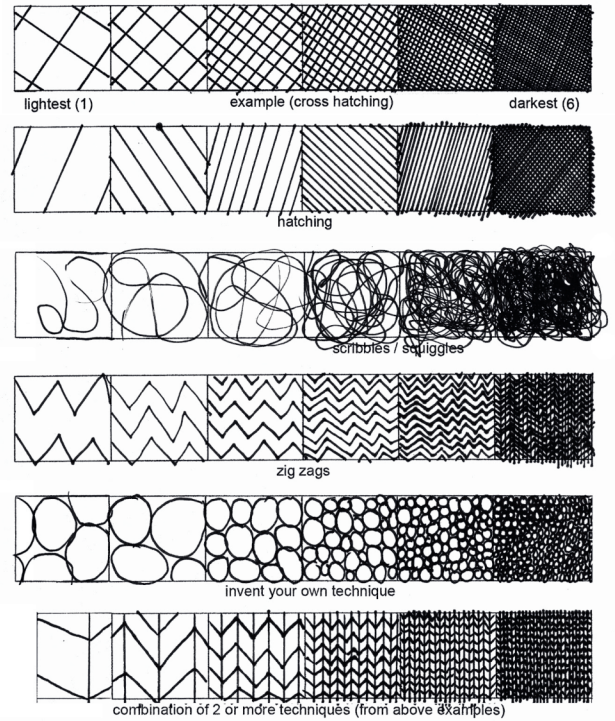 lightest (1)
example (cross hatching)
darkest (6)
hatching
scribbles / squiggles
zig zags
invent your own technique
combination of 2 or more techniques (from above examples)